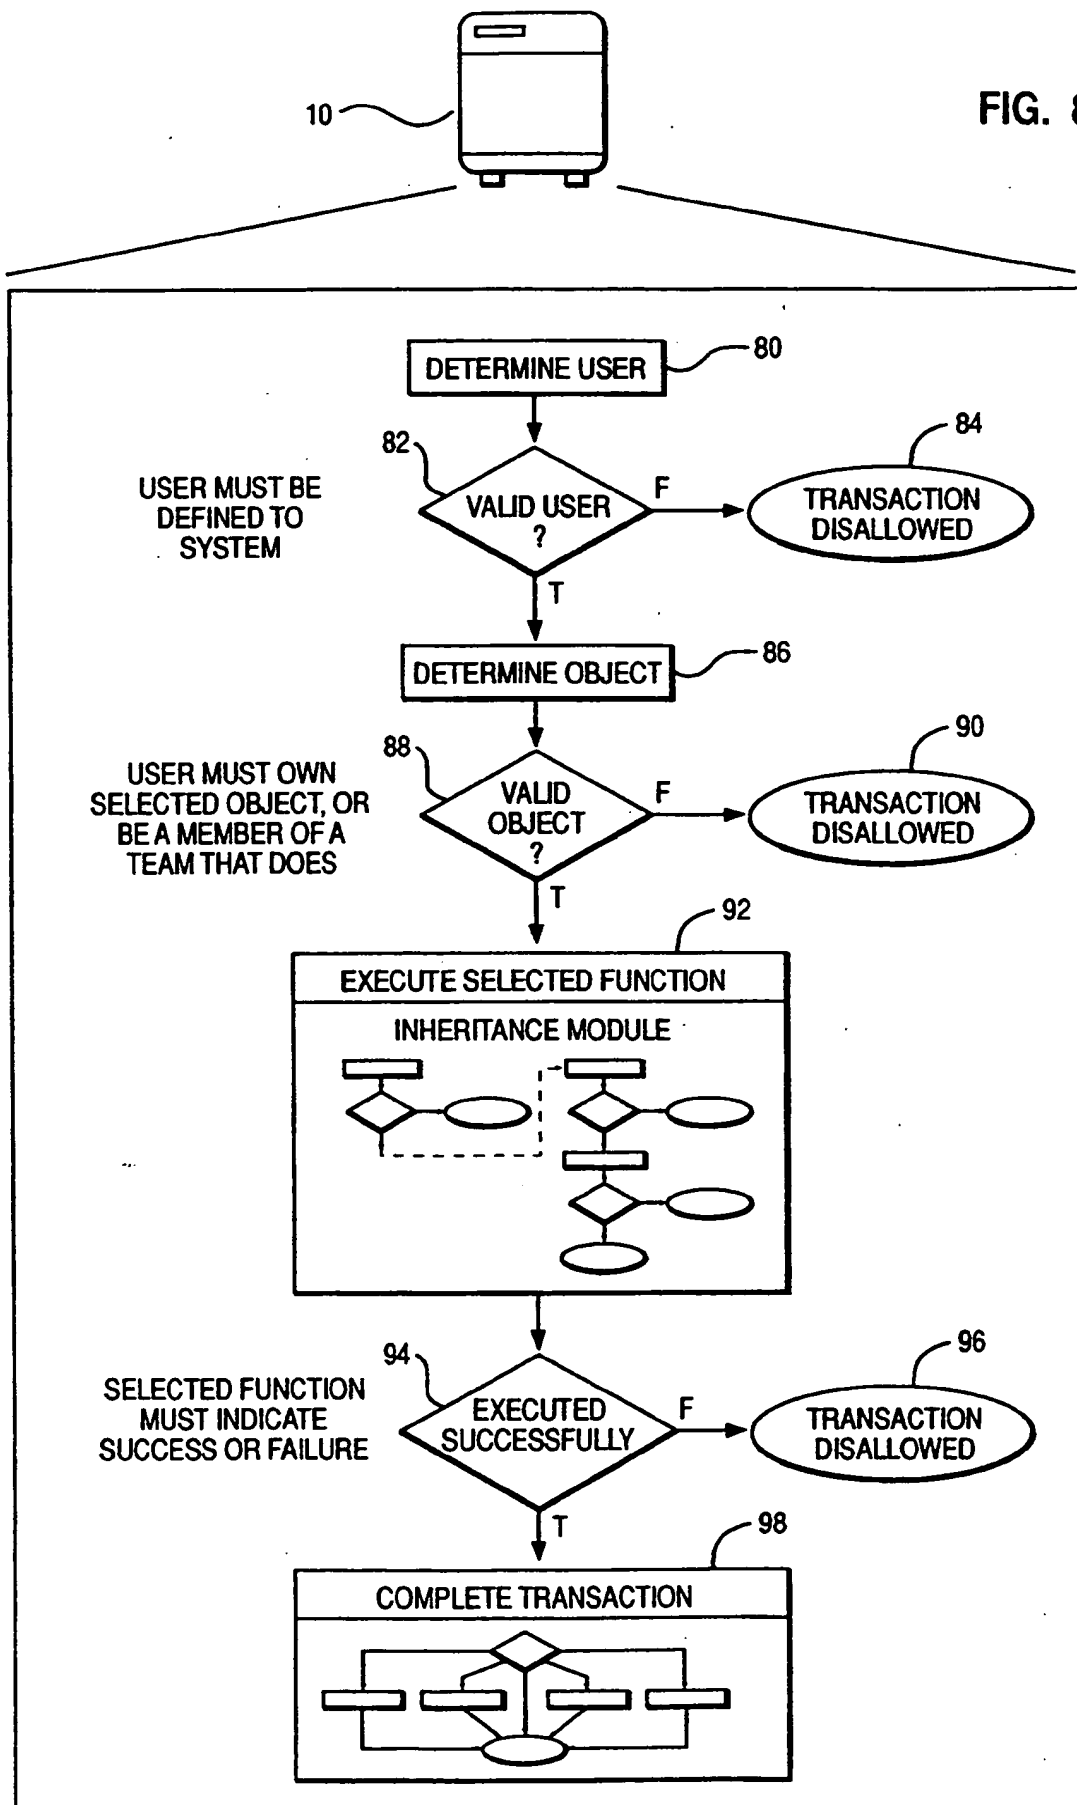 10
FIG. 8
DETERMINE USER
80
82
84
USER MUST BE
DEFINED TO
SYSTEM
VALID USER
?
F
TRANSACTION
DISALLOWED
T
DETERMINE OBJECT
86
88
90
USER MUST OWN
SELECTED OBJECT, OR
BE A MEMBER OF A
TEAM THAT DOES
VALID
OBJECT
?
F
TRANSACTION
DISALLOWED
T
92
EXECUTE SELECTED FUNCTION
INHERITANCE MODULE
94
96
SELECTED FUNCTION
MUST INDICATE
SUCCESS OR FAILURE
EXECUTED
SUCCESSFULLY
F
TRANSACTION
DISALLOWED
T
98
COMPLETE TRANSACTION